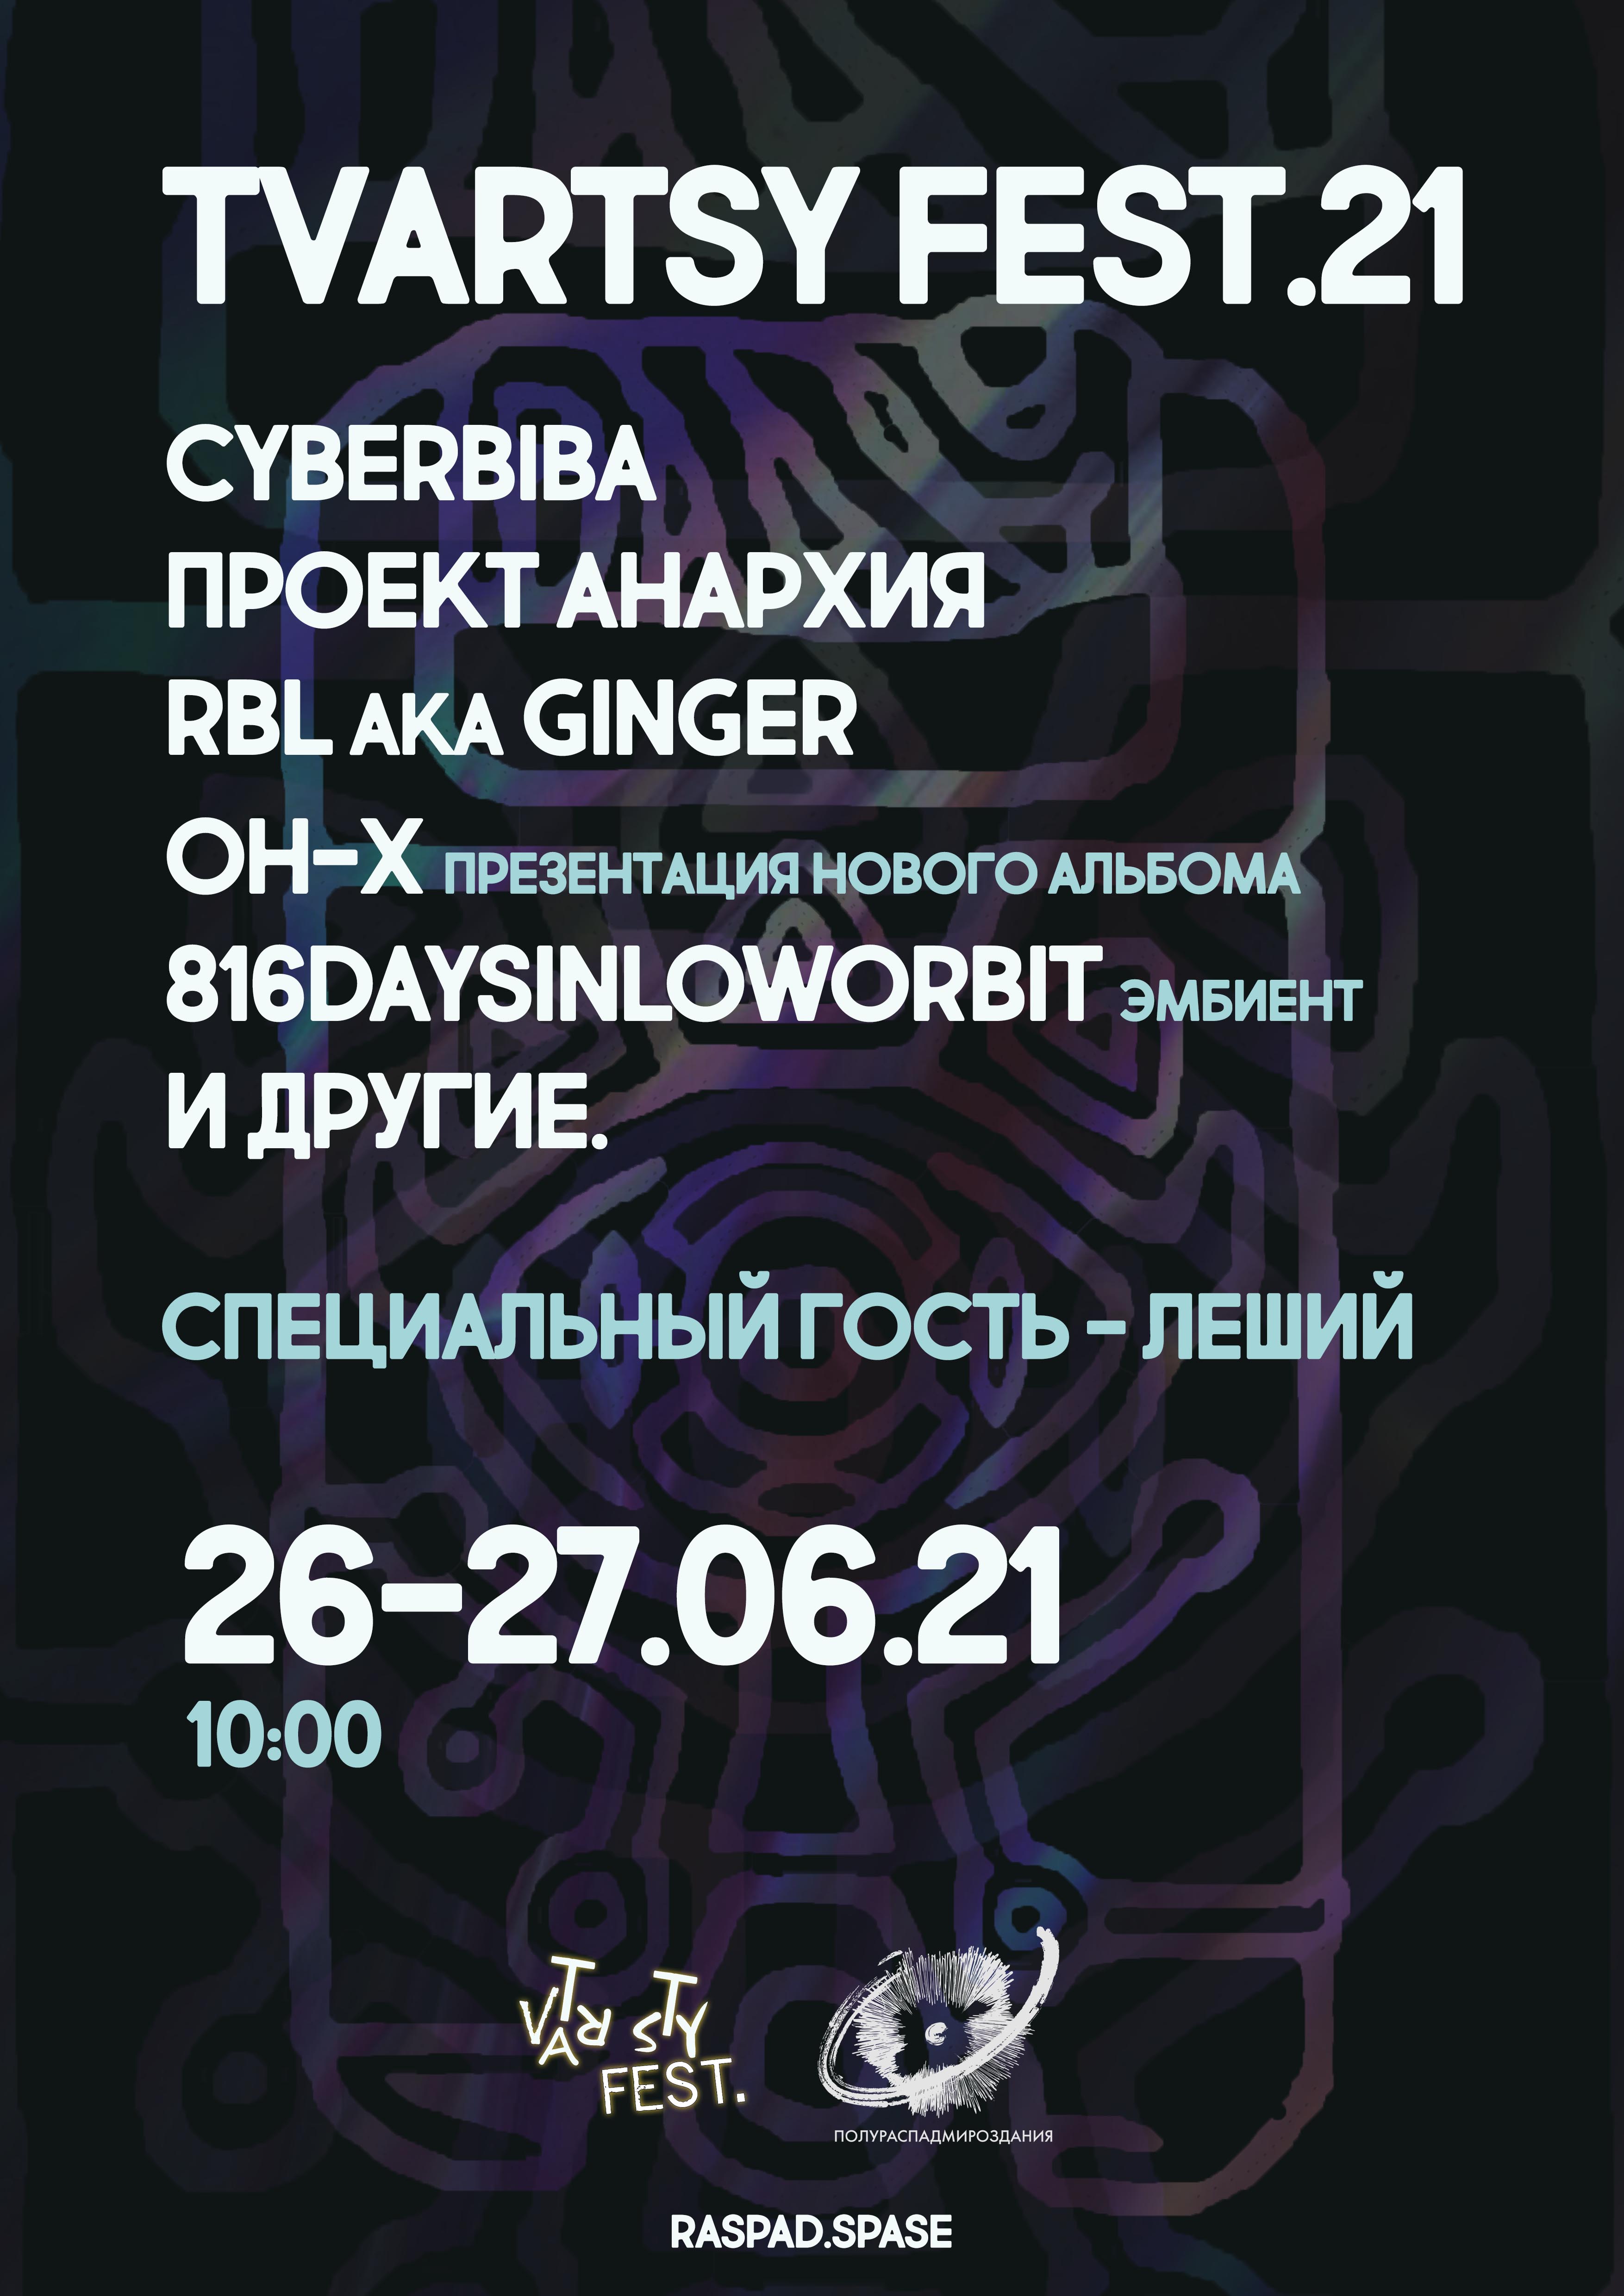 TVARTSY FEST.21
CYBERBIBA
ПРОЕКТ АНАРХИЯ
RBL AKA GINGER
OH-X ПРЕЗЕНТАЦИЯ НОВОГО АЛЬБОМА
816DAYSINLOWORBIT ЭМБИЕНТ
И ДРУГИЕ.
СПЕЦИАЛЬНЫЙ ГОСТЬ - ЛЕШИЙ
26-27.06.21
10:00
TVARTSY
FEST.
ПОЛУРАСПАДМИРОЗДАНИЯ
RASPAD.SPASE